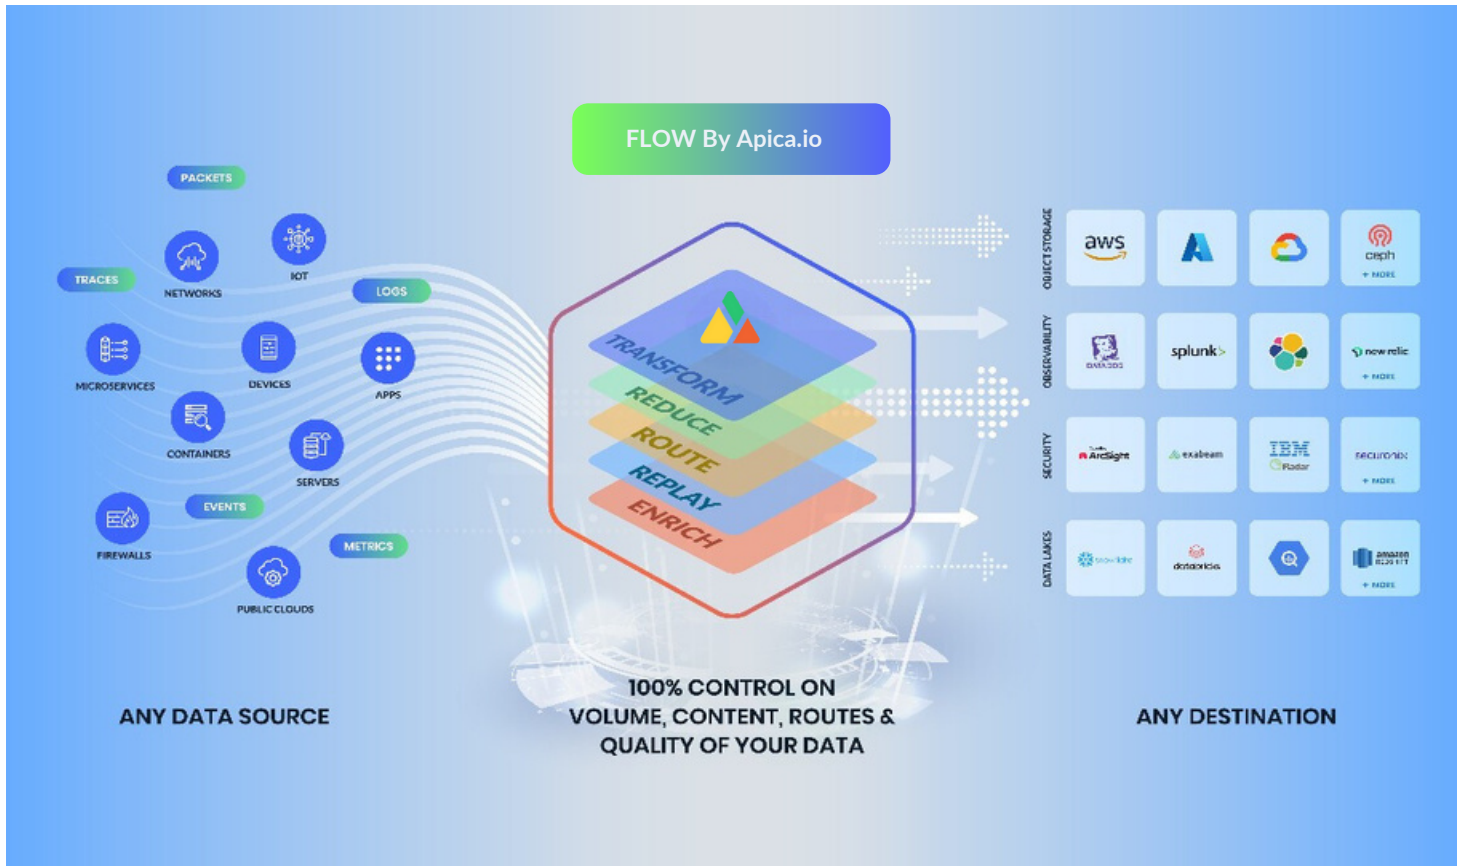 FLOW By Apica.io
PACKETS
NETWORKS
IOT
TRACES
LOGS
MICROSERVICES
DEVICES
APPS
CONTAINERS
SERVERS
EVENTS
FIREWALLS
METRICS
PUBLIC CLOUDS
ANY DATA SOURCE
TRANSFORM
REDUCE
ROUTE
REPLAY
ENRICH
100% CONTROL ON
VOLUME, CONTENT, ROUTES &
QUALITY OF YOUR DATA
OBJECT STORAGE
aws
ceph
+ MORE
OBSERVABILITY
DATADOG
splunk>
new relic
+ MORE
SECURITY
ArcSight
exabeam
IBM
QRadar
securonix
+ MORE
DATA LAKES
databricks
amazon
+ MORE
ANY DESTINATION